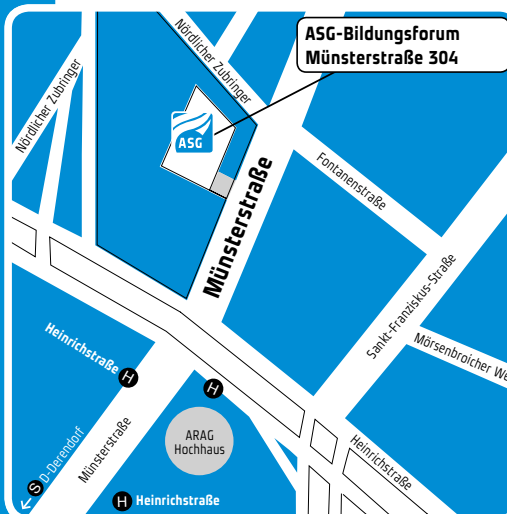 ASG-Bildungsforum
Münsterstraße 304
Nördlicher Zubringer
Nördlicher Zubringer
ASG
Fontanenstraße
Münsterstraße
Sankt-Franziskus-Straße
Mörsenbroicher We
Heinrichstraße
H
H
ARAG
Hochhaus
Münsterstraße
Heinrichstraße
S D-Derendorf
H Heinrichstraße